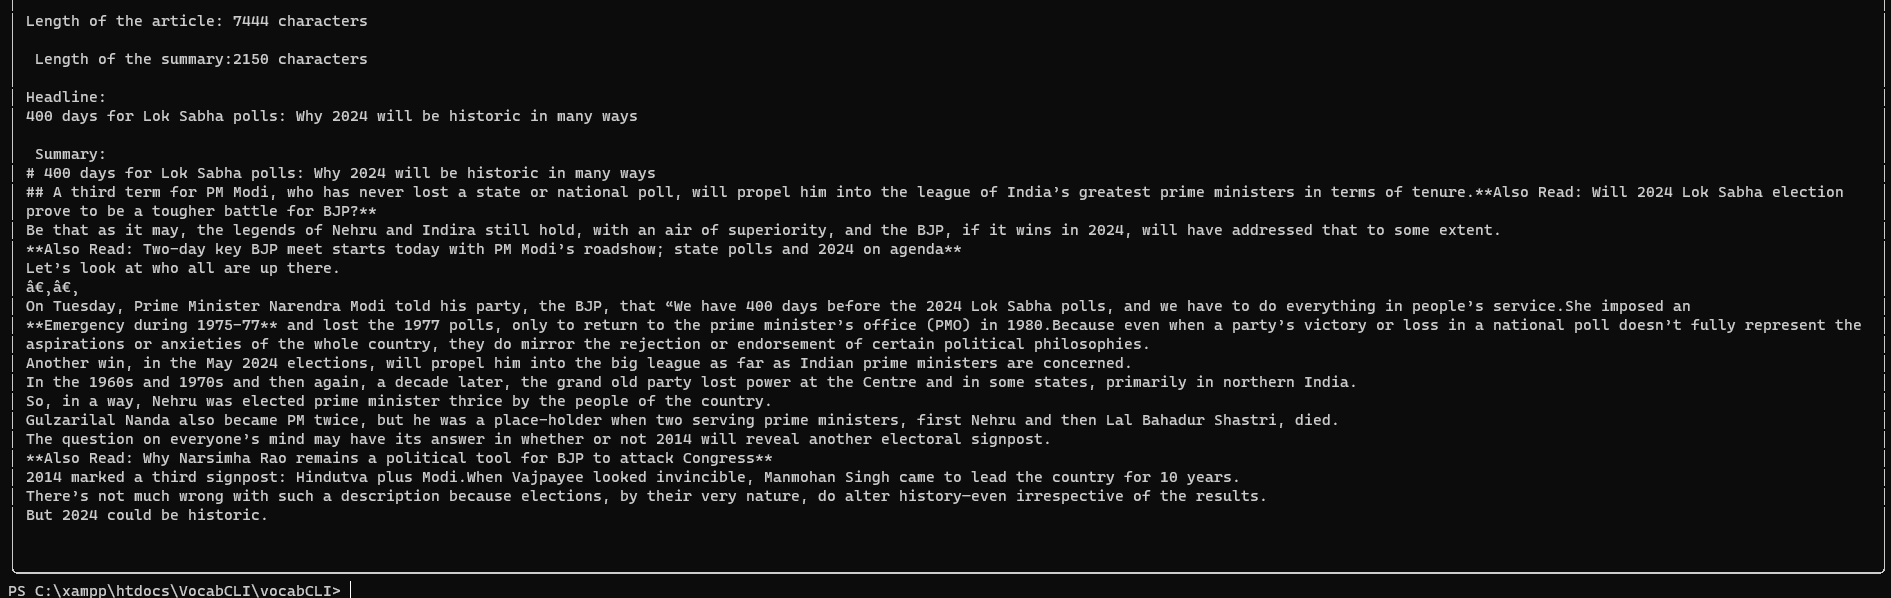 Length of the article: 7444 characters
Length of the summary:2150 characters
Headline:
400 days for Lok Sabha polls: Why 2024 will be historic in many ways
Summary:
# 400 days for Lok Sabha polls: Why 2024 will be historic in many ways
## A third term for PM Modi, who has never lost a state or national poll, will propel him into the league of India’s greatest prime ministers in terms of tenure.**Also Read: Will 2024 Lok Sabha election
prove to be a tougher battle for BJP?**
Be that as it may, the legends of Nehru and Indira still hold, with an air of superiority, and the BJP, if it wins in 2024, will have addressed that to some extent.
**Also Read: Two-day key BJP meet starts today with PM Modi’s roadshow; state polls and 2024 on agenda**
Let’s look at who all are up there.
â€‚â€‚
On Tuesday, Prime Minister Narendra Modi told his party, the BJP, that “We have 400 days before the 2024 Lok Sabha polls, and we have to do everything in people’s service.She imposed an
**Emergency during 1975-77** and lost the 1977 polls, only to return to the prime minister’s office (PMO) in 1980.Because even when a party’s victory or loss in a national poll doesn’t fully represent the
aspirations or anxieties of the whole country, they do mirror the rejection or endorsement of certain political philosophies.
Another win, in the May 2024 elections, will propel him into the big league as far as Indian prime ministers are concerned.
In the 1960s and 1970s and then again, a decade later, the grand old party lost power at the Centre and in some states, primarily in northern India.
So, in a way, Nehru was elected prime minister thrice by the people of the country.
Gulzarilal Nanda also became PM twice, but he was a place-holder when two serving prime ministers, first Nehru and then Lal Bahadur Shastri, died.
The question on everyone’s mind may have its answer in whether or not 2014 will reveal another electoral signpost.
**Also Read: Why Narsimha Rao remains a political tool for BJP to attack Congress**
2014 marked a third signpost: Hindutva plus Modi.When Vajpayee looked invincible, Manmohan Singh came to lead the country for 10 years.
There’s not much wrong with such a description because elections, by their very nature, do alter history—even irrespective of the results.
But 2024 could be historic.
PS C:\xampp\htdocs\VocabCLI\vocabCLI>